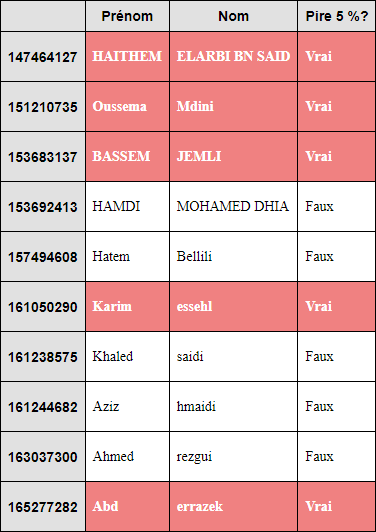 Prénom Nom Pire 5 %?
147464127 HAITHEM ELARBI BN SAID Vrai
151210735 Oussema Mdini Vrai
153683137 BASSEM JEMLI Vrai
153692413 HAMDI MOHAMED DHIA Faux
157494608 Hatem Bellili Faux
161050290 Karim essehl Vrai
161238575 Khaled saidi Faux
161244682 Aziz hmaidi Faux
163037300 Ahmed rezgui Faux
165277282 Abd errazek Vrai